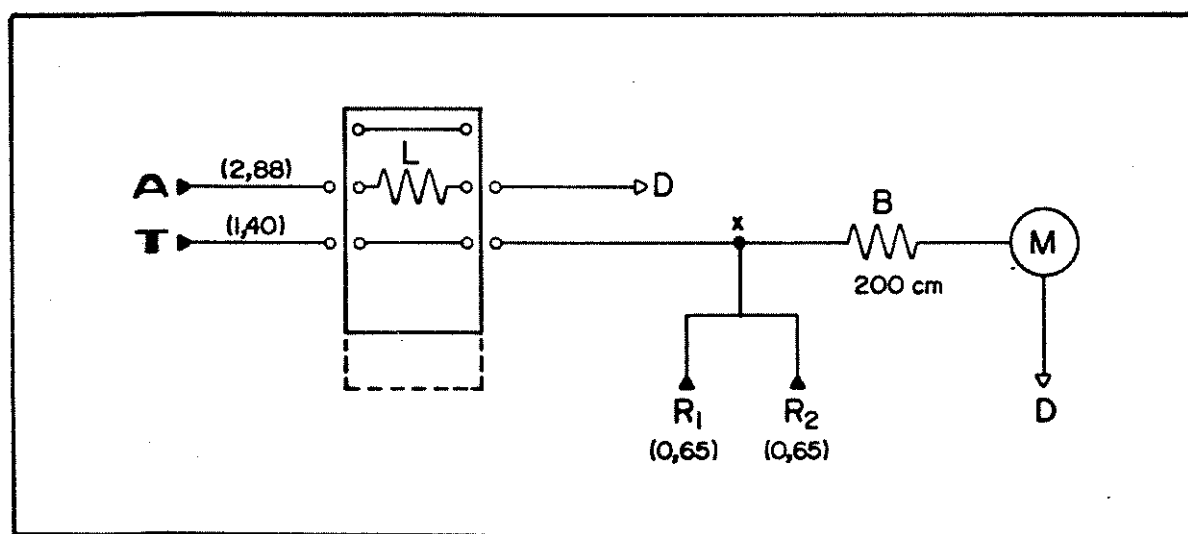 L
A (2,88) D
T (1,40) x B M
200 cm
R1 R2 D
(0,65) (0,65)